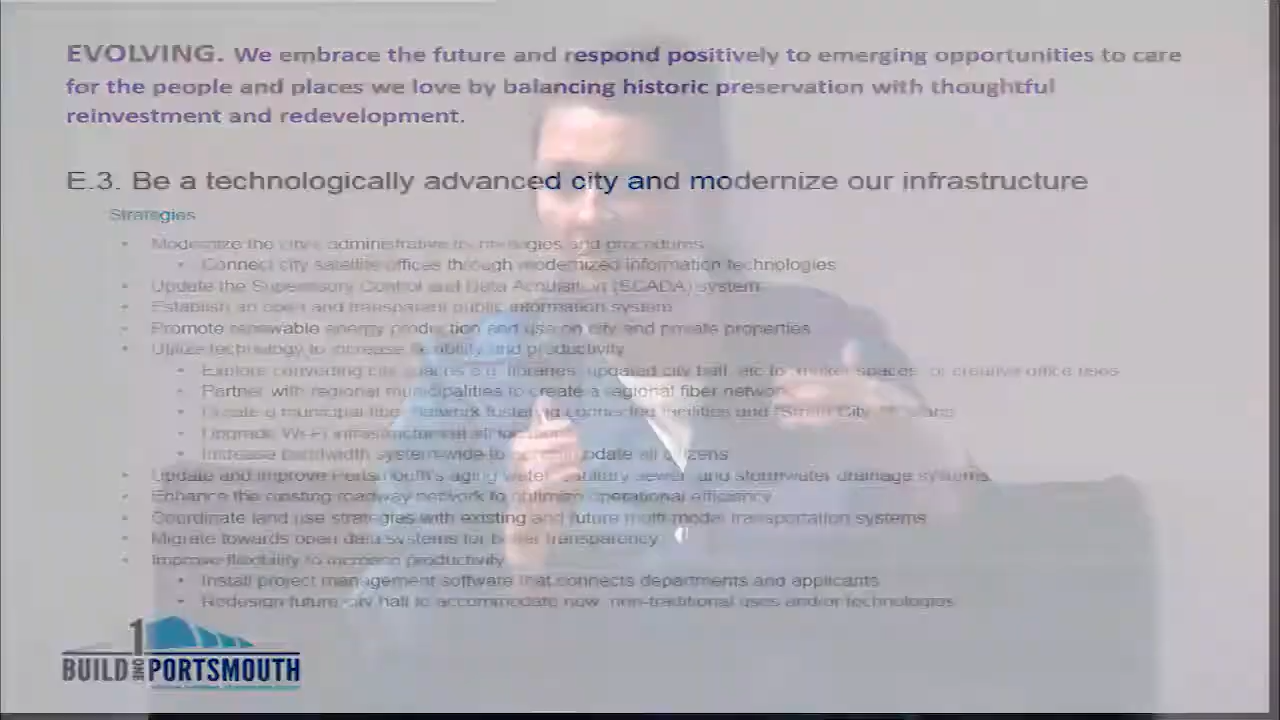 EVOLVING. We embrace the future and respond positively to emerging opportunities to care
for the people and places we love by balancing historic preservation with thoughtful
reinvestment and redevelopment.
E.3. Be a technologically advanced city and modernize our infrastructure
Strategies
• Modernize the city's administrative technologies and procedures
• Connect city satellite offices through modernized information technologies
• Update the Supervisory Control and Data Acquisition (SCADA) system
• Establish an open and transparent public information system
• Promote renewable energy production and use on city and private properties
• Utilize technology to increase flexibility and productivity
• Explore converting city spaces e.g. libraries, updated city hall, etc to maker spaces, or creative office uses
• Partner with regional municipalities to create a regional fiber network
• Create a municipal fiber network fostering connected facilities and "Smart City"
• Upgrade Wi-Fi infrastructure at all locations
• Increase bandwidth system-wide to accommodate all citizens
• Update and improve Portsmouth's aging water, sanitary sewer, and stormwater drainage systems
• Enhance the existing roadway network to optimize operational efficiency
• Coordinate land use strategies with existing and future multi-model transportation systems
• Migrate towards open data systems for better transparency
• Improve flexibility to increase productivity
• Install project management software that connects departments and applicants
• Redesign future city hall to accommodate new, non-traditional uses and/or technologies
BUILD ONE 1 PORTSMOUTH